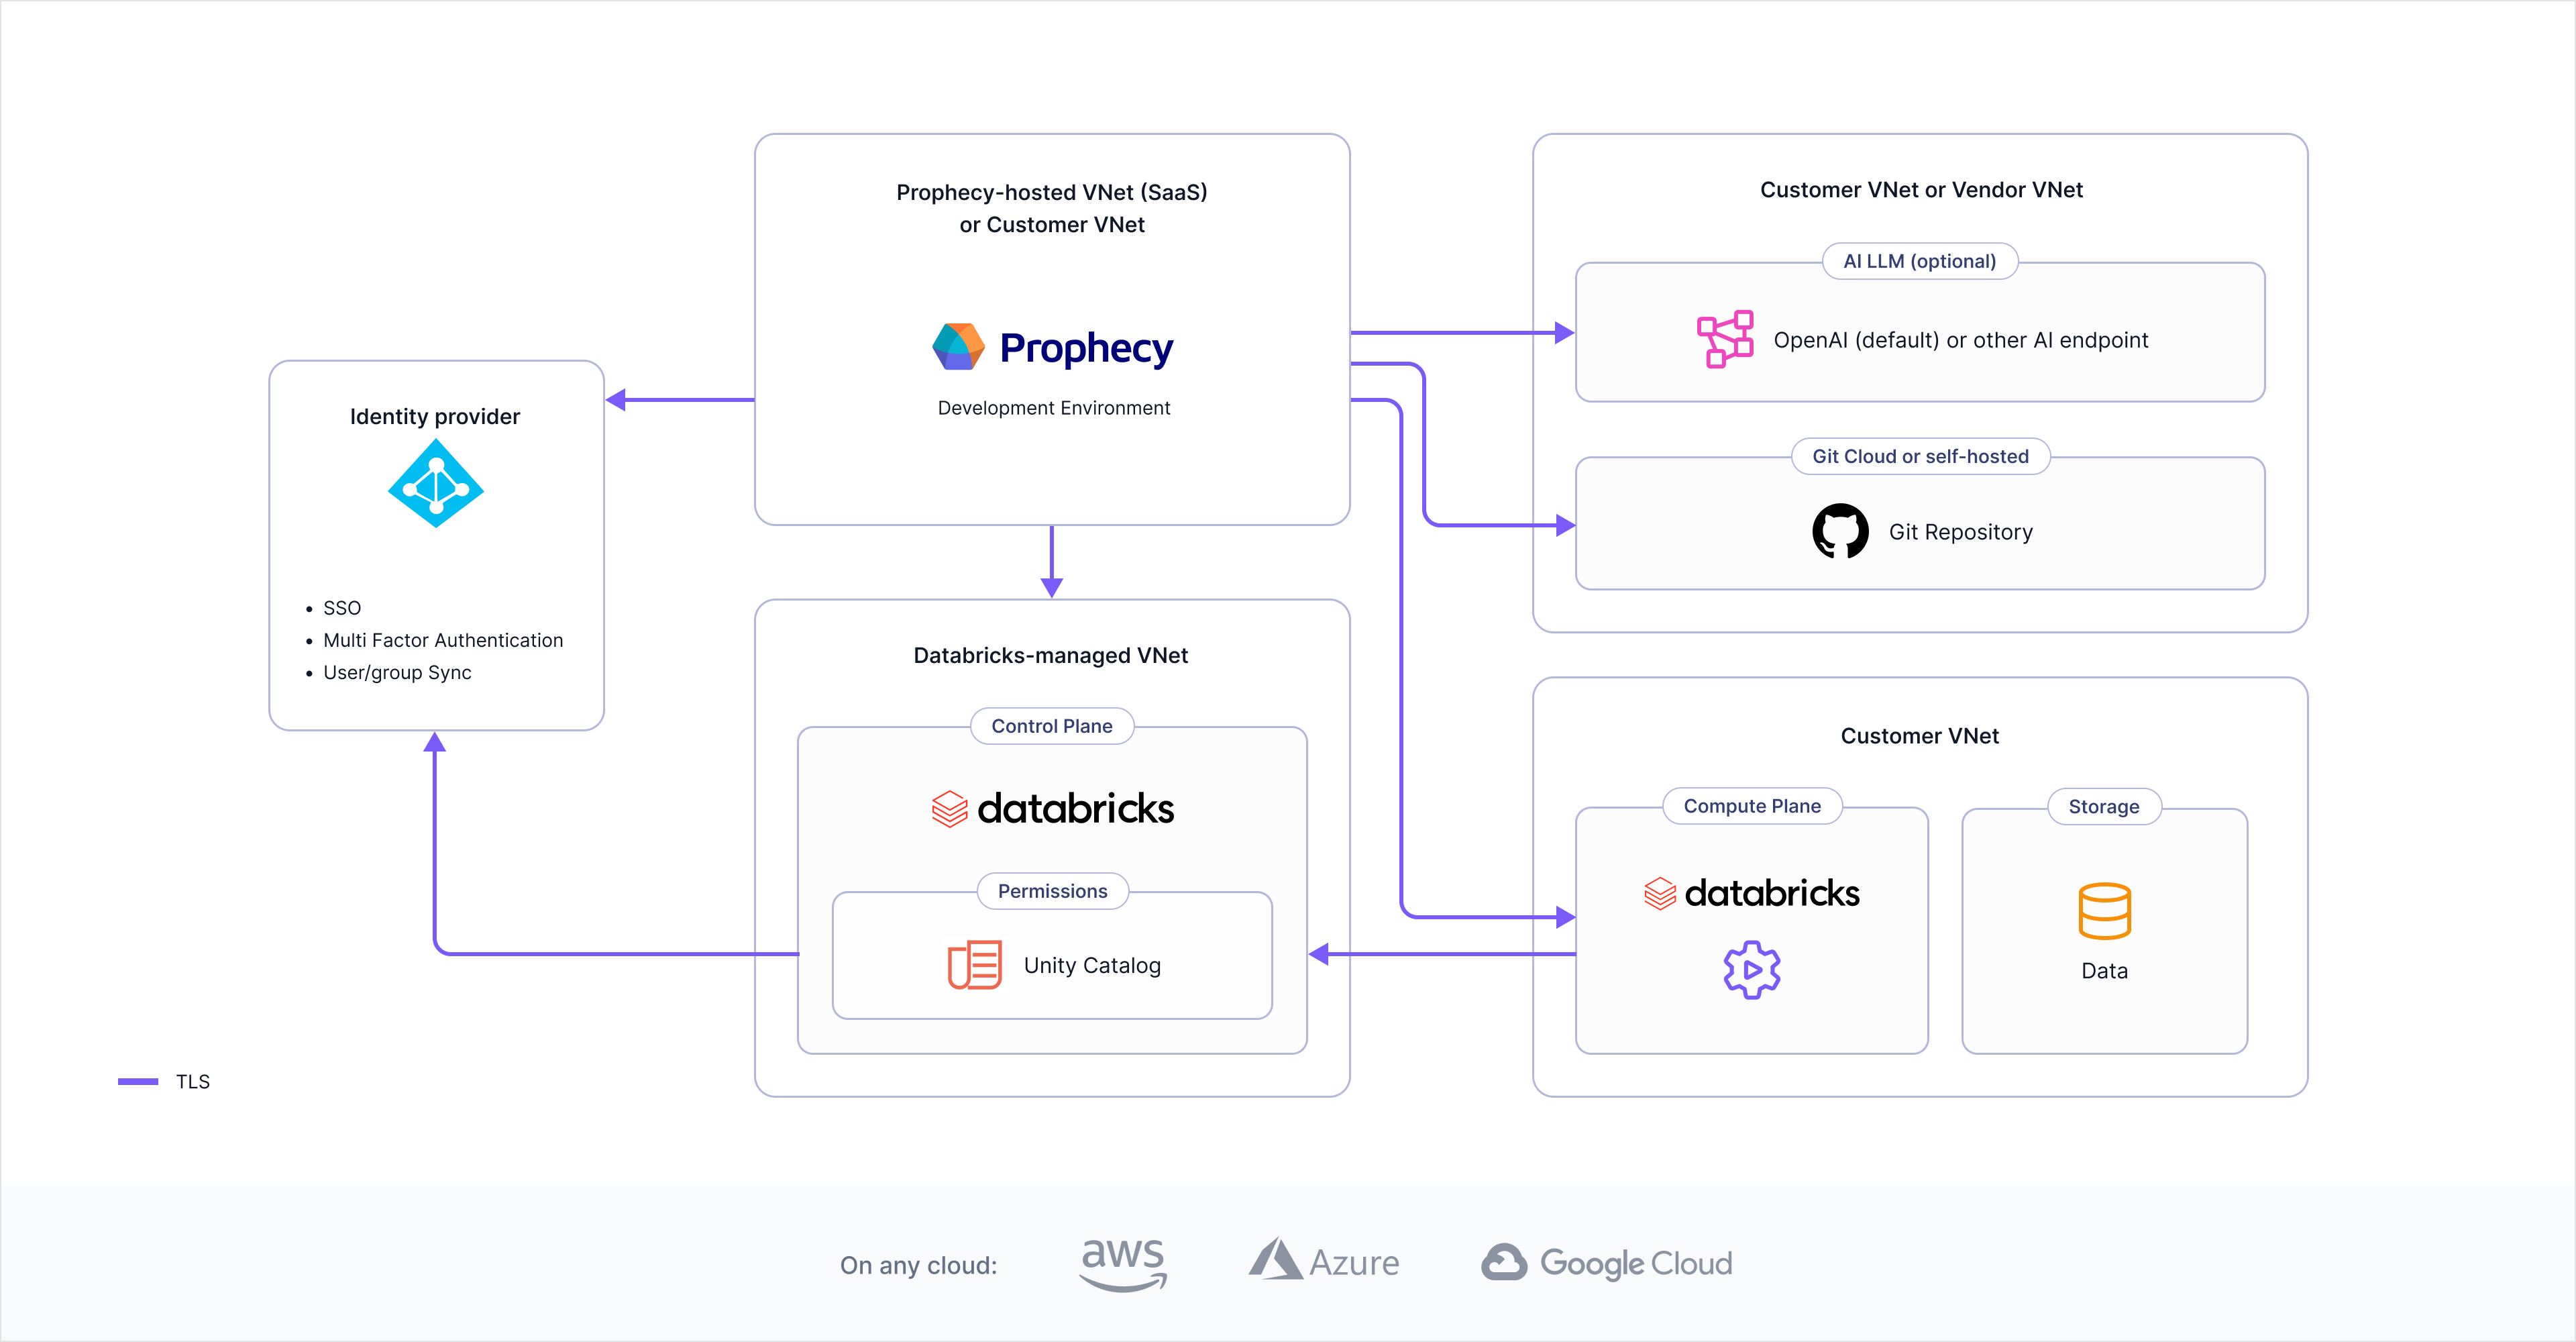 Prophecy-hosted VNet (SaaS)
or Customer VNet
Prophecy
Development Environment
Identity provider
• SSO
• Multi Factor Authentication
• User/group Sync
Databricks-managed VNet
Control Plane
databricks
Permissions
Unity Catalog
Customer VNet or Vendor VNet
AI LLM (optional)
OpenAI (default) or other AI endpoint
Git Cloud or self-hosted
Git Repository
Customer VNet
Compute Plane
databricks
Storage
Data
TLS
On any cloud:
aws
Azure
Google Cloud